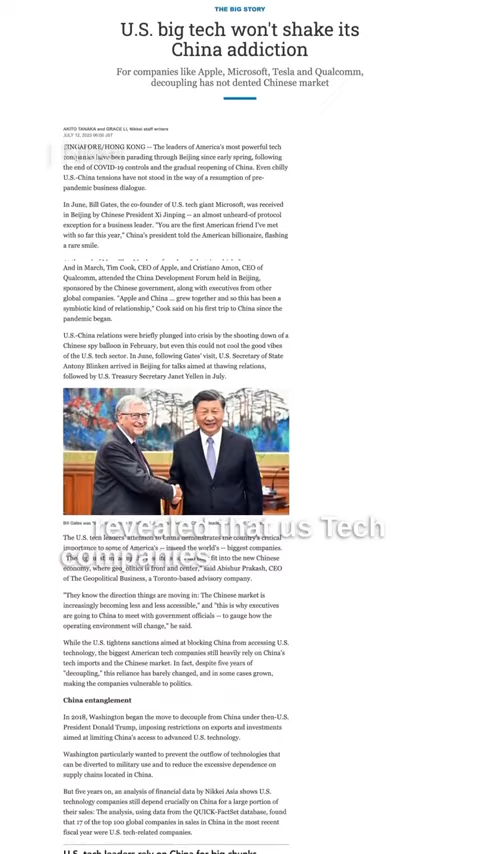 THE BIG STORY
U.S. big tech won't shake its
China addiction
For companies like Apple, Microsoft, Tesla and Qualcomm,
decoupling has not dented Chinese market
AKITO TANAKA and GRACE LI, Nikkei staff writers
JULY 12, 2023 06:00 JST
SINGAPORE/HONG KONG -- The leaders of America's most powerful tech
companies have been parading through Beijing since early spring, following
the end of COVID-19 controls and the gradual reopening of China. Even chilly
U.S.-China tensions have not stood in the way of a resumption of pre-
pandemic business dialogue.
In June, Bill Gates, the co-founder of U.S. tech giant Microsoft, was received
in Beijing by Chinese President Xi Jinping -- an almost unheard-of protocol
exception for a business leader. "You are the first American friend I've met
with so far this year," China's president told the American billionaire, flashing
a rare smile.
And in March, Tim Cook, CEO of Apple, and Cristiano Amon, CEO of
Qualcomm, attended the China Development Forum held in Beijing,
sponsored by the Chinese government, along with executives from other
global companies. "Apple and China ... grew together and so this has been a
symbiotic kind of relationship," Cook said on his first trip to China since the
pandemic began.
U.S.-China relations were briefly plunged into crisis by the shooting down of a
Chinese spy balloon in February, but even this could not cool the good vibes
of the U.S. tech sector. In June, following Gates' visit, U.S. Secretary of State
Antony Blinken arrived in Beijing for talks aimed at thawing relations,
followed by U.S. Treasury Secretary Janet Yellen in July.
Bill Gates was
revealed that us Tech
companies
The U.S. tech leaders' attention to China demonstrates the country's critical
importance to some of America's -- indeed the world's -- biggest companies.
fit into the new Chinese
economy, where geopolitics is front and center," said Abishur Prakash, CEO
of The Geopolitical Business, a Toronto-based advisory company.
"They know the direction things are moving in: The Chinese market is
increasingly becoming less and less accessible," and "this is why executives
are going to China to meet with government officials -- to gauge how the
operating environment will change," he said.
While the U.S. tightens sanctions aimed at blocking China from accessing U.S.
technology, the biggest American tech companies still heavily rely on China's
tech imports and the Chinese market. In fact, despite five years of
"decoupling," this reliance has barely changed, and in some cases grown,
making the companies vulnerable to politics.
China entanglement
In 2018, Washington began the move to decouple from China under then-U.S.
President Donald Trump, imposing restrictions on exports and investments
aimed at limiting China's access to advanced U.S. technology.
Washington particularly wanted to prevent the outflow of technologies that
can be diverted to military use and to reduce the excessive dependence on
supply chains located in China.
But five years on, an analysis of financial data by Nikkei Asia shows U.S.
technology companies still depend crucially on China for a large portion of
their sales: The analysis, using data from the QUICK-FactSet database, found
that 17 of the top 100 global companies in sales in China in the most recent
fiscal year were U.S. tech-related companies.
U.S. tech leaders rely on China for big chunks